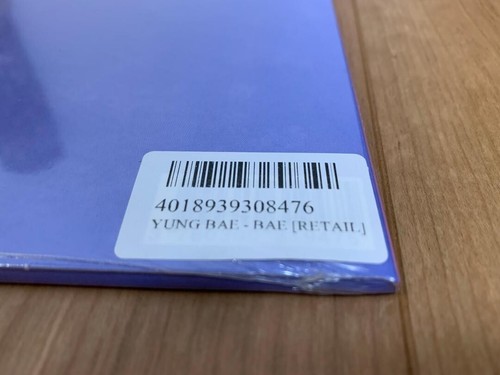 4018939308476
YUNG BAE - BAE [RETAIL]